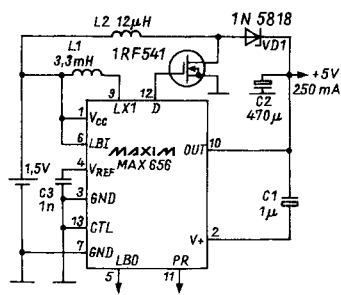 L2 12μH
1N 5818
VD1
L1
3,3mH
1RF541
+5V
250 mA
C2
470μ
9
12
LX1
D
1
VCC
6
LBI
MAXIM
MAX 656
OUT
10
1,5V
4
VREF
C3
1n
3
GND
C1
1μ
13
CTL
V+
2
7
GND
LBO
PR
5
11